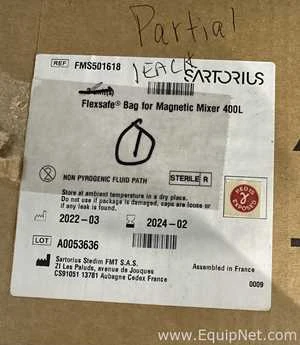 Partial
1EACH
REF FMS501618
SARTORIUS
Flexsafe® Bag for Magnetic Mixer 400L
1
NON PYROGENIC FLUID PATH
STERILE R
Store at ambient temperature in a dry place.
Do not use if package is damaged, caps are loose or
if any leak is found.
2022-03
2024-02
LOT A0053636
Assembled in France
Sartorius Stedim FMT S.A.S.
ZI Les Paluds, avenue de Jouques
CS91051 13781 Aubagne Cedex France
0009
www.EquipNet.com